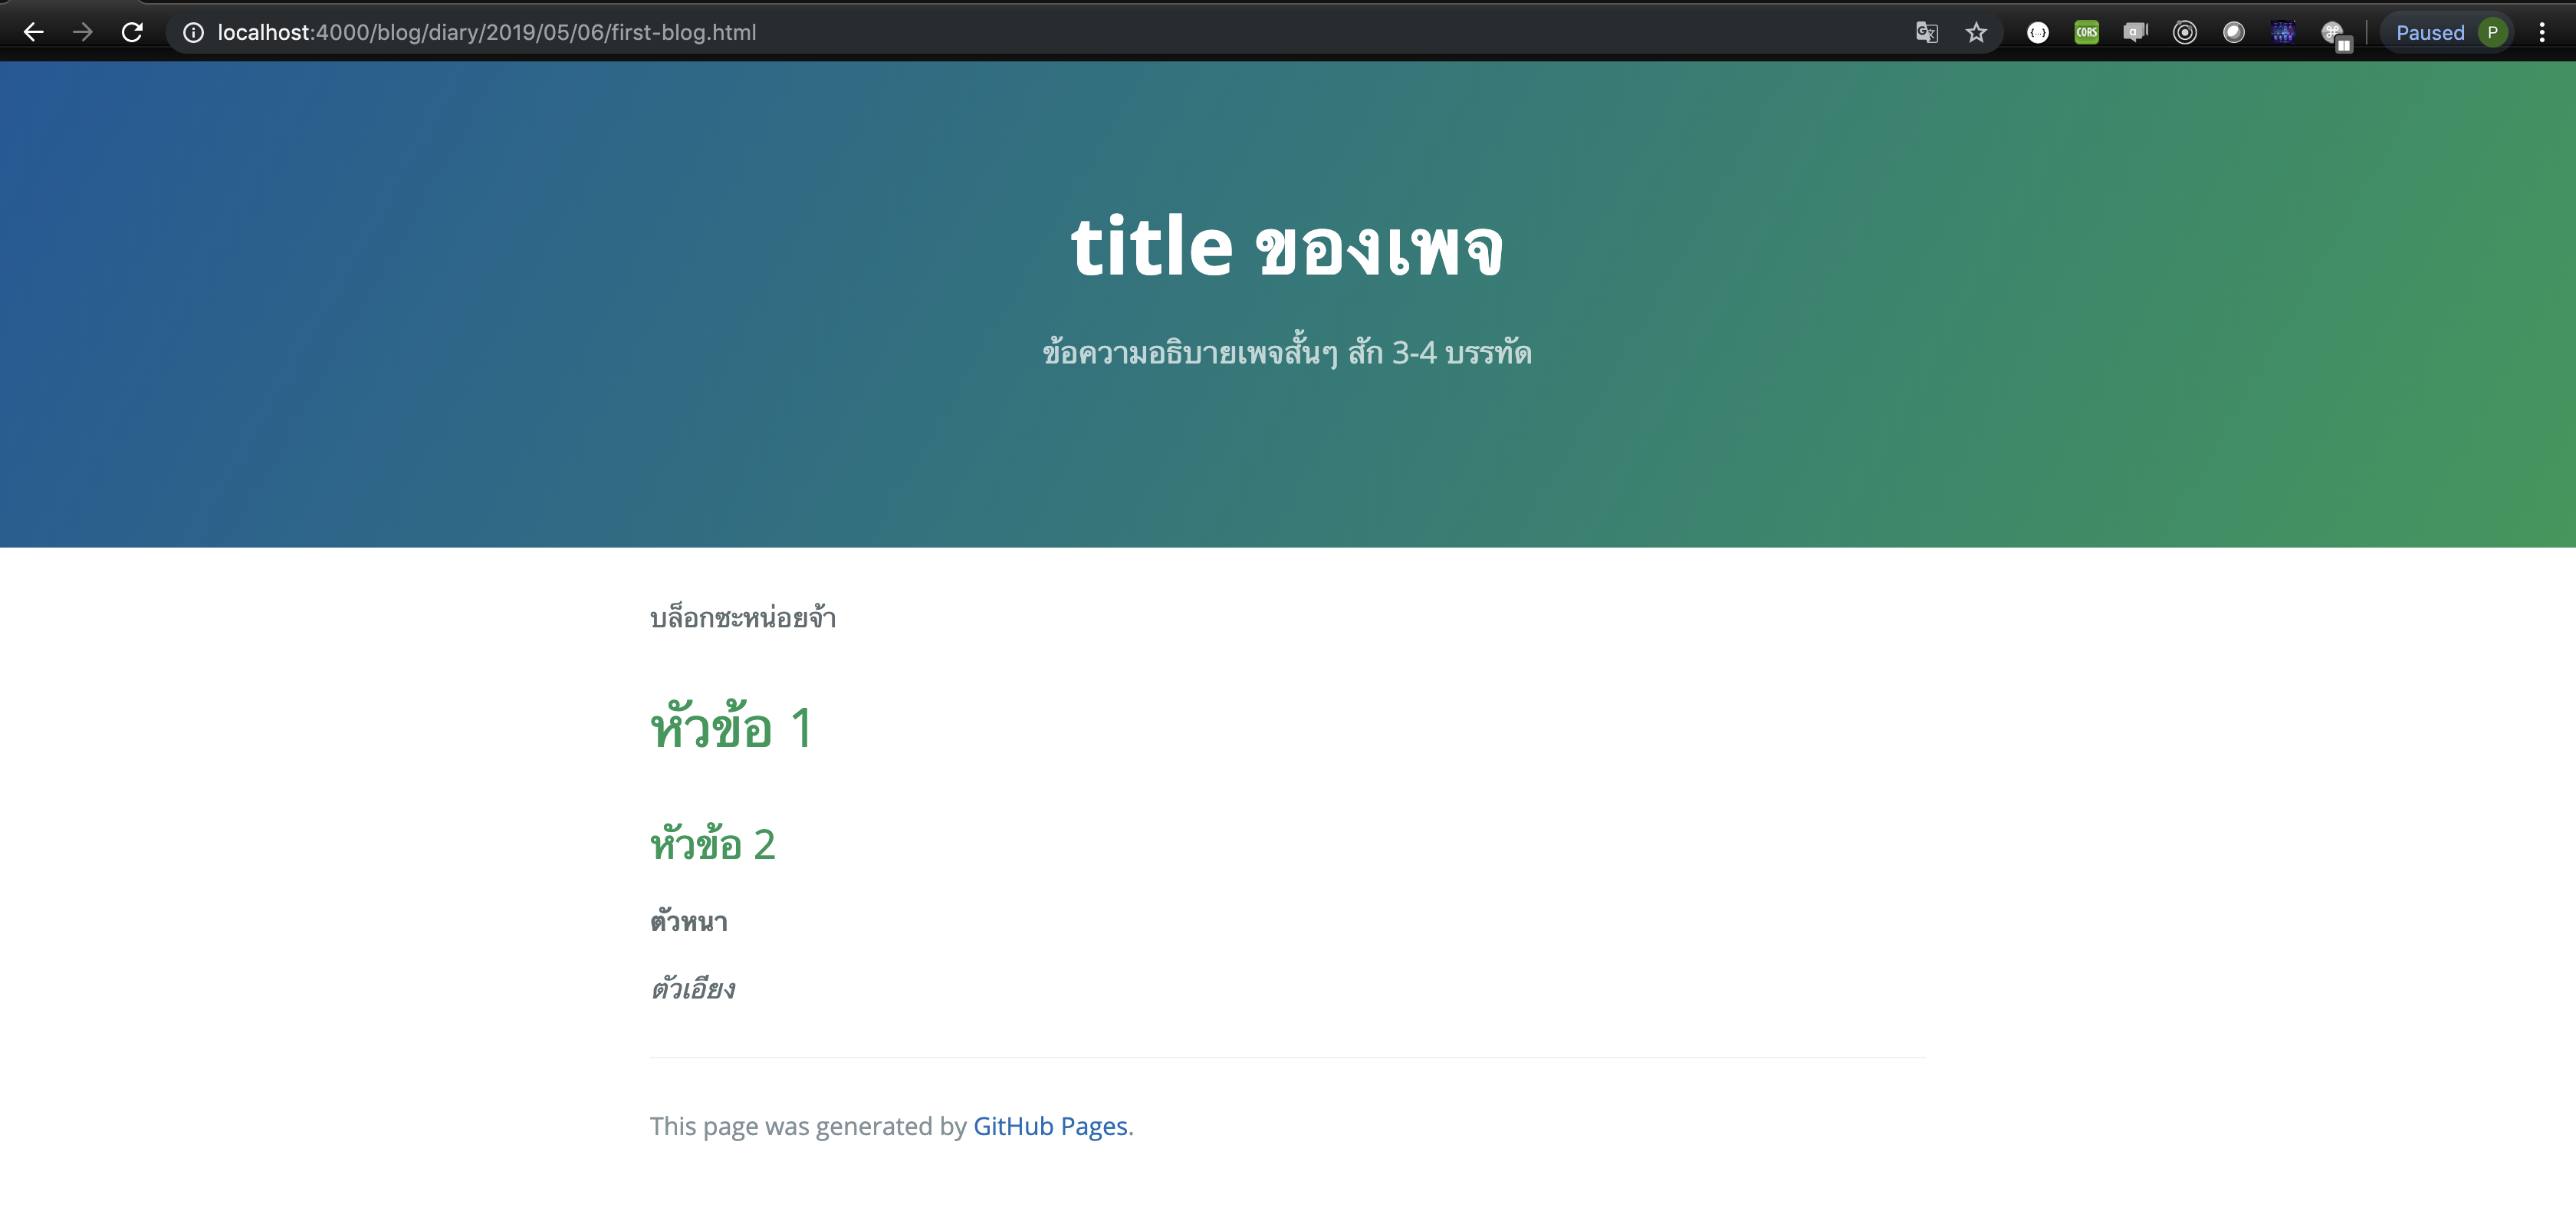 localhost:4000/blog/diary/2019/05/06/first-blog.html
CORS
Paused P
title ของเพจ
ข้อความอธิบายเพจสั้นๆ สัก 3-4 บรรทัด
บล็อกซะหน่อยจ้า
หัวข้อ 1
หัวข้อ 2
ตัวหนา
ตัวเอียง
This page was generated by GitHub Pages.